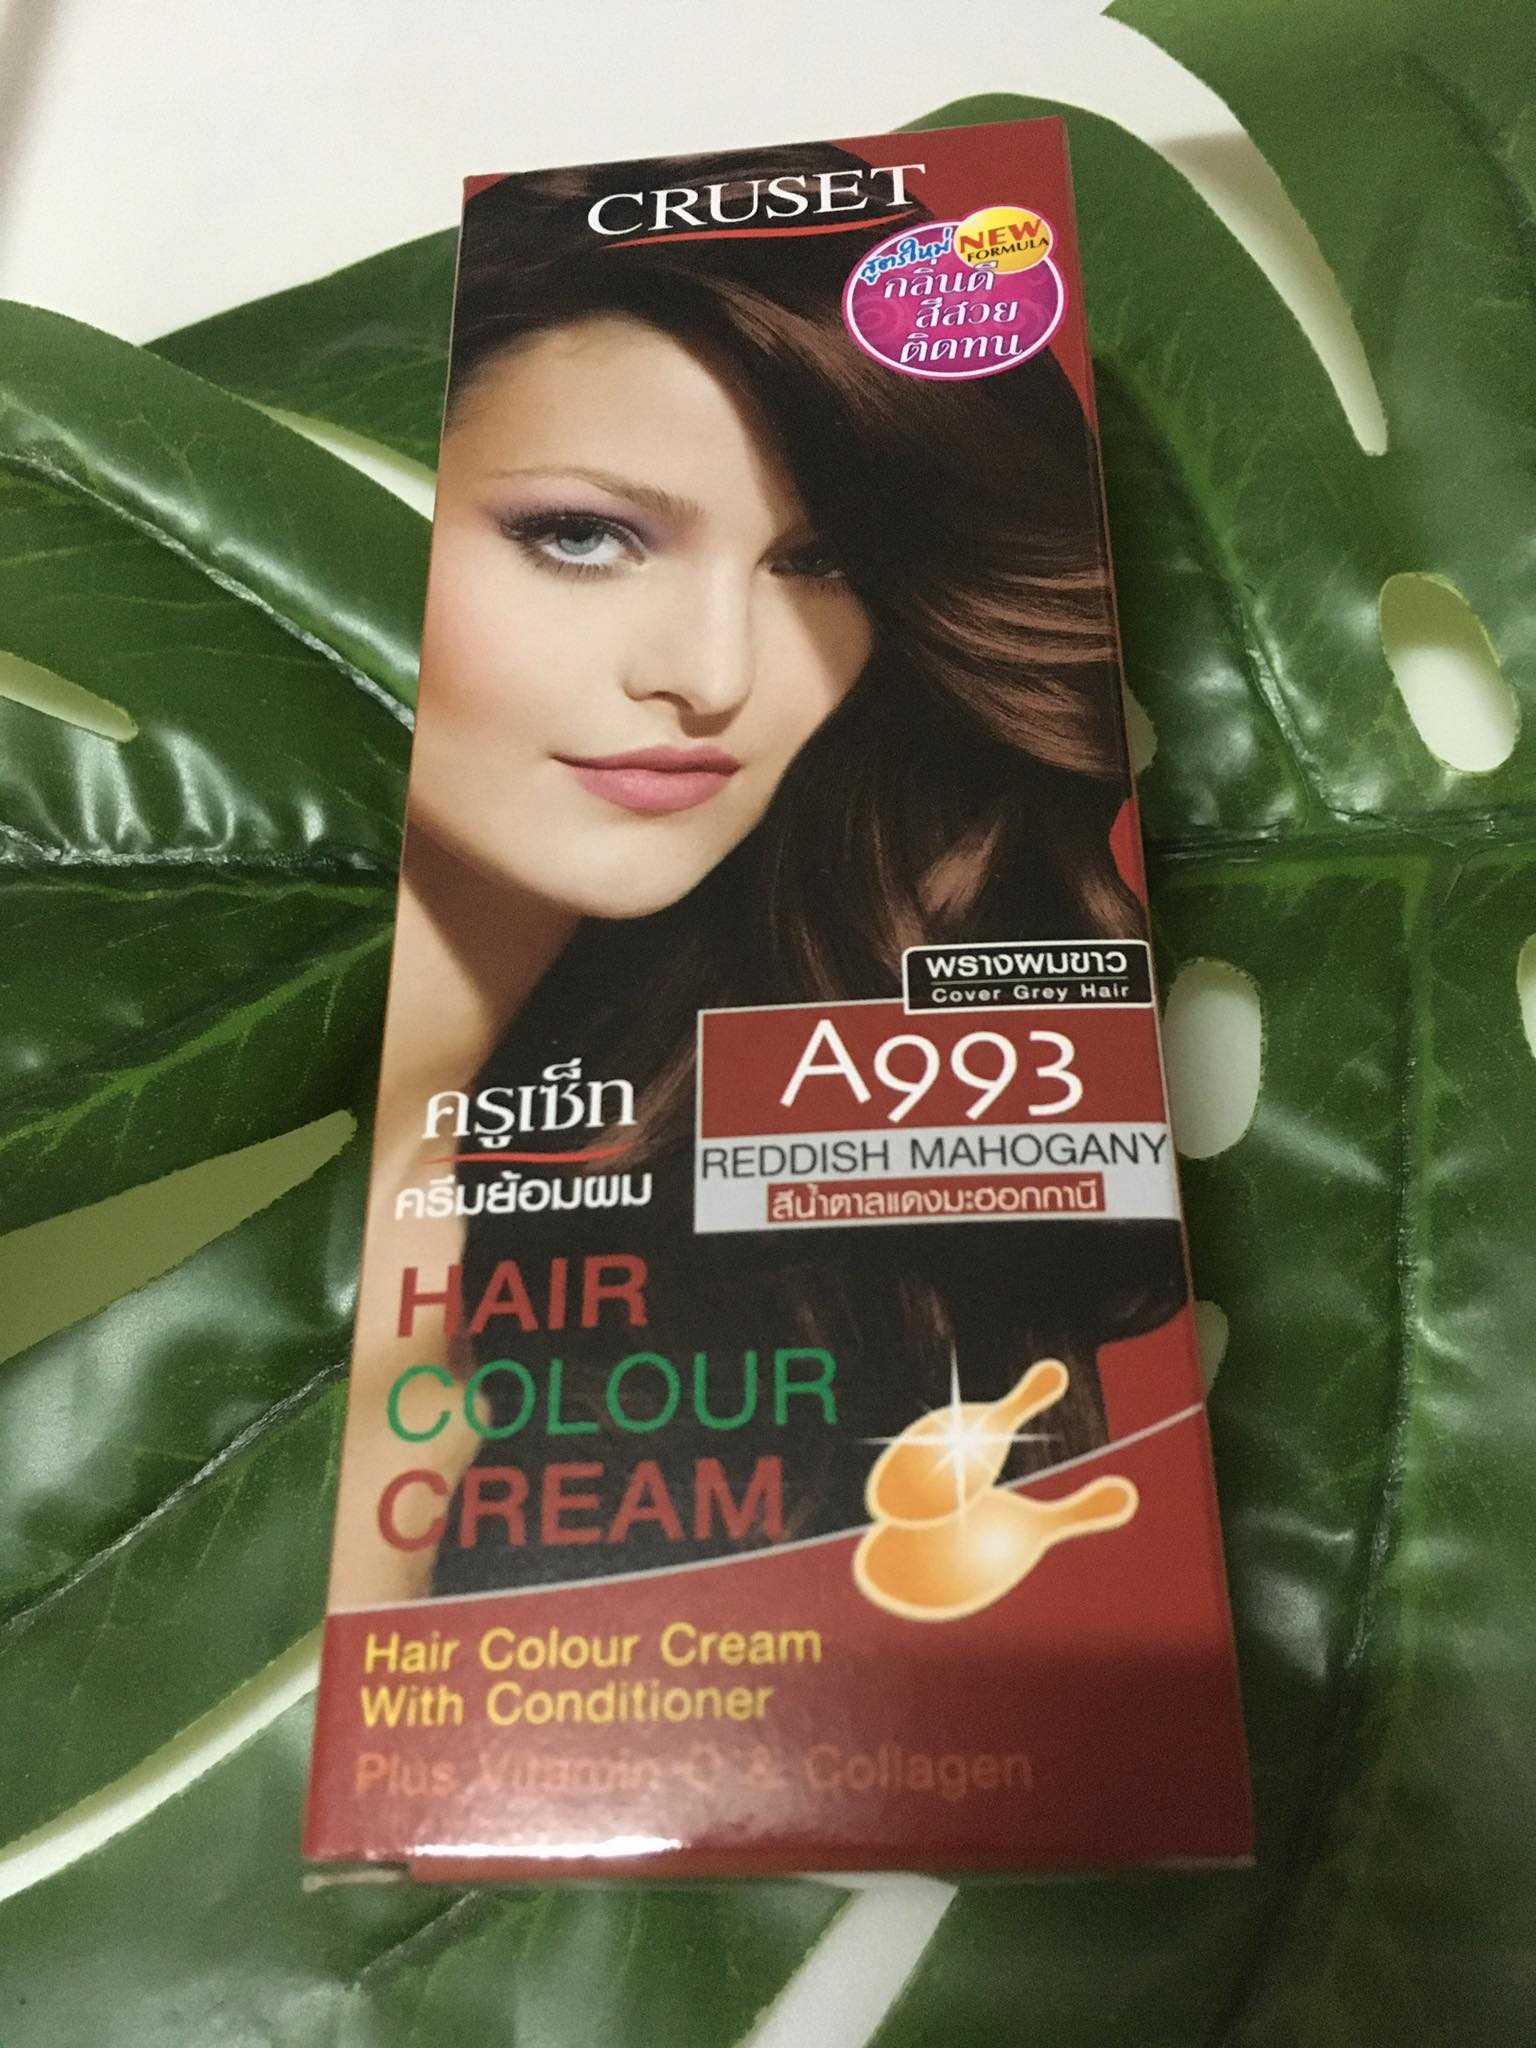 CRUSET
สูตรใหม่
NEW
FORMULA
กลิ่นดี
สีสวย
ติดทน
พรางผมขาว
Cover Grey Hair
A993
REDDISH MAHOGANY
สีน้ำตาลแดงมะฮอกกานี
ครูเซ็ท
ครีมย้อมผม
HAIR
COLOUR
CREAM
Hair Colour Cream
With Conditioner
Plus Vitamin C & Collagen